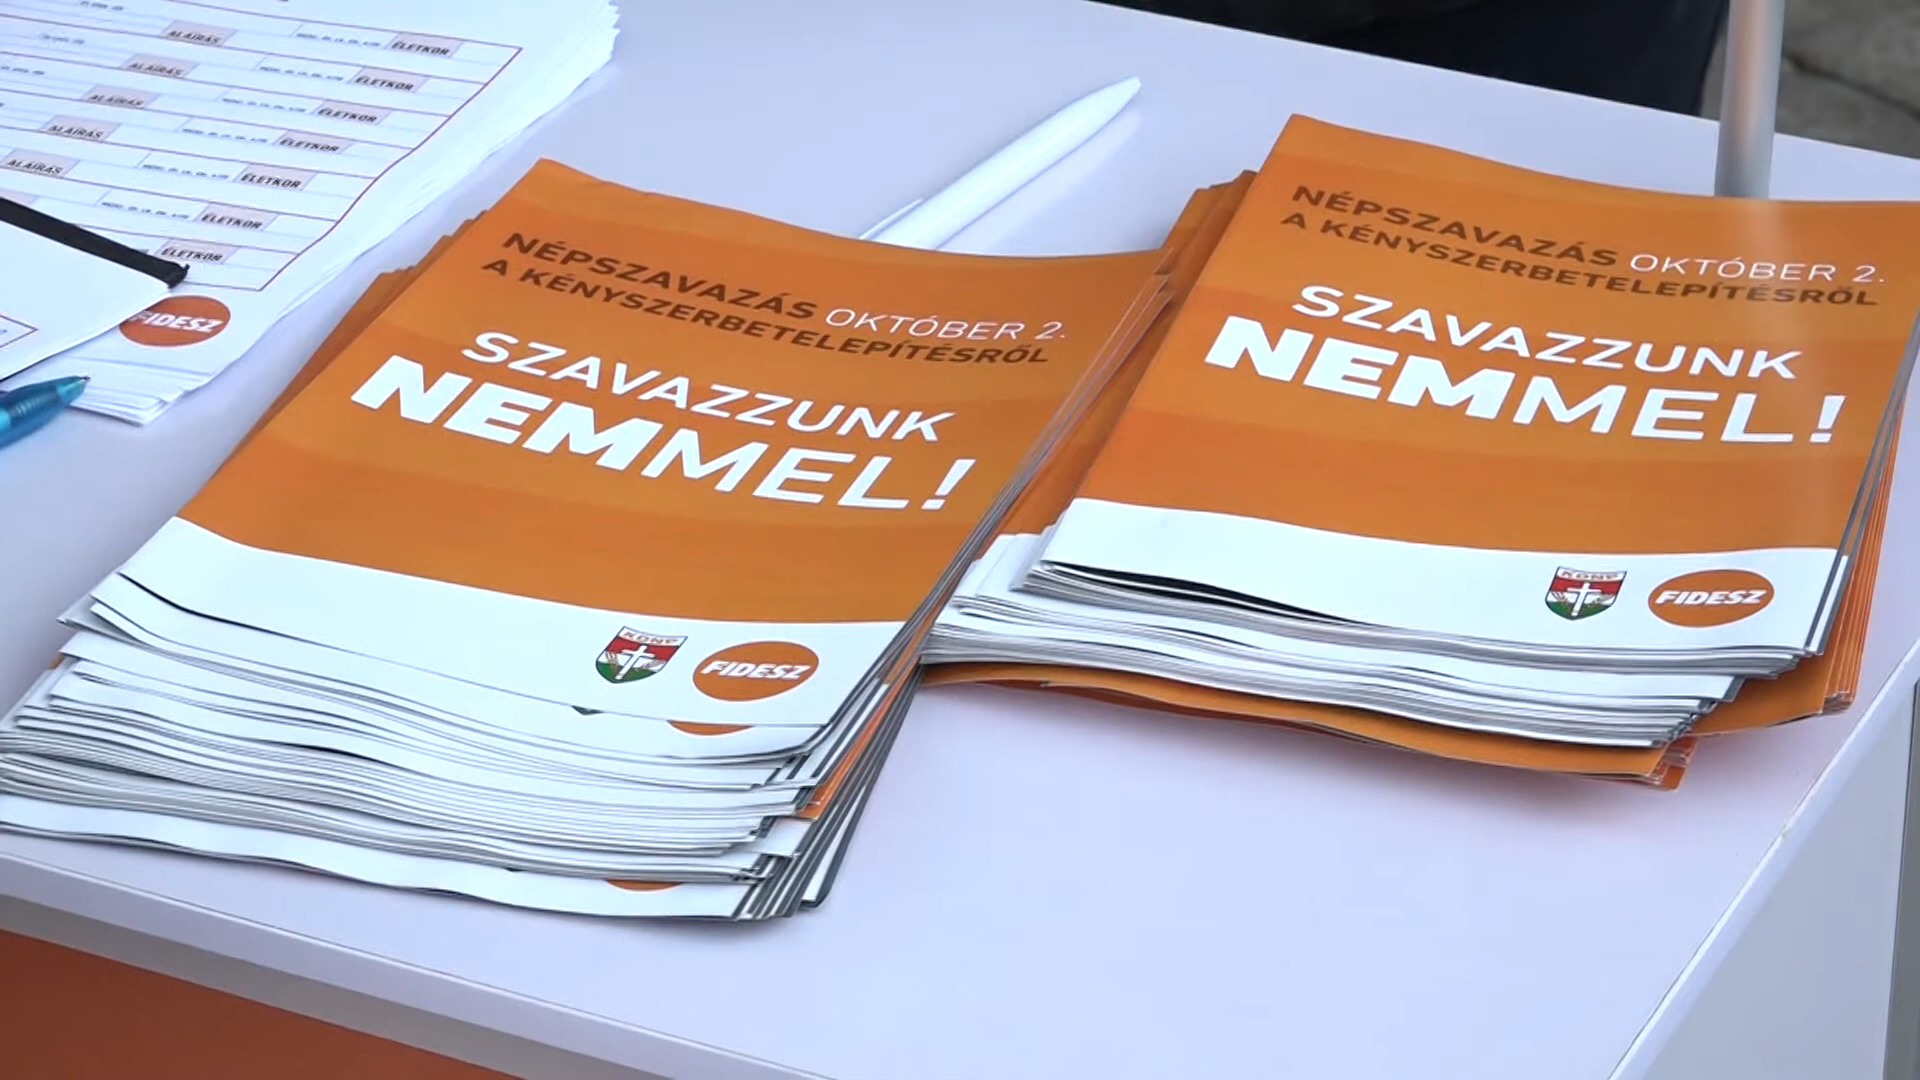 ALÁÍRÁS ÉLETKOR
ALÁÍRÁS ÉLETKOR
ALÁÍRÁS ÉLETKOR
ALÁÍRÁS ÉLETKOR
ALÁÍRÁS ÉLETKOR
ÉLETKOR
ÉLETKOR
FIDESZ
NÉPSZAVAZÁS OKTÓBER 2.
A KÉNYSZERBETELEPÍTÉSRŐL
SZAVAZZUNK
NEMMEL!
KDNP
FIDESZ
NÉPSZAVAZÁS OKTÓBER 2.
A KÉNYSZERBETELEPÍTÉSRŐL
SZAVAZZUNK
NEMMEL!
KDNP
FIDESZ